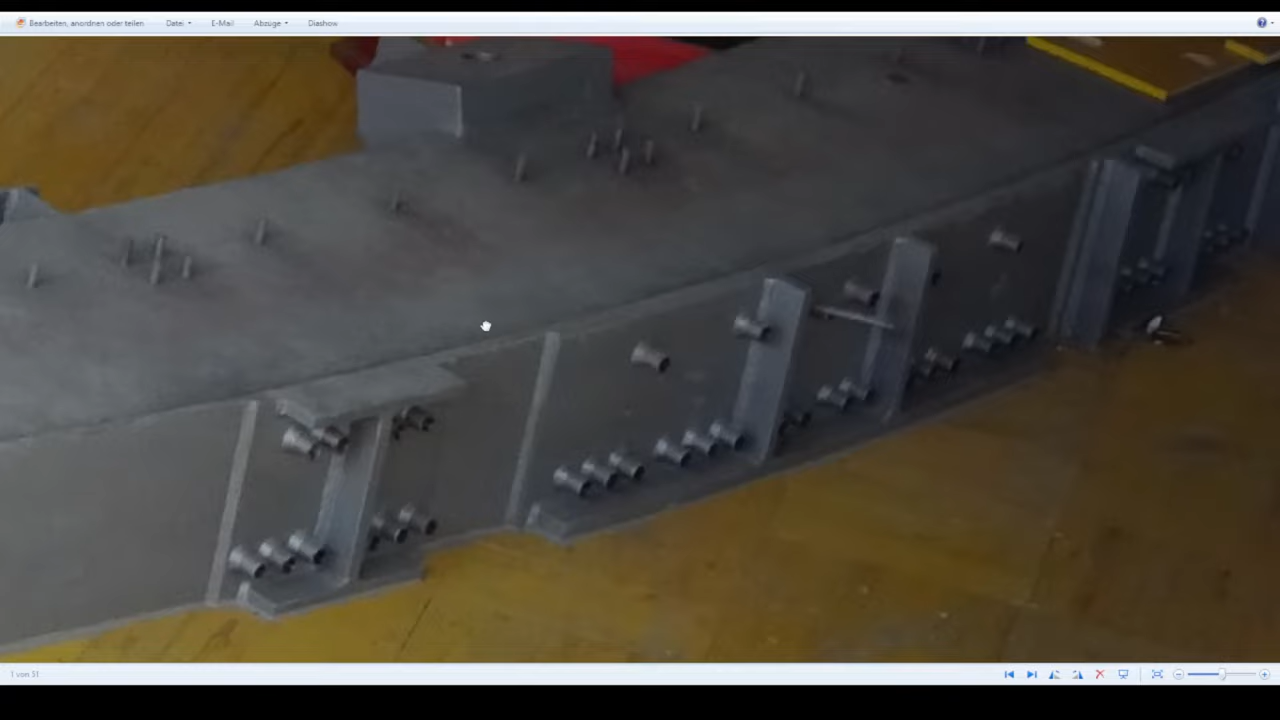 Bearbeiten, anordnen oder teilen Datei E-Mail Abzüge Diashow
1 von 51